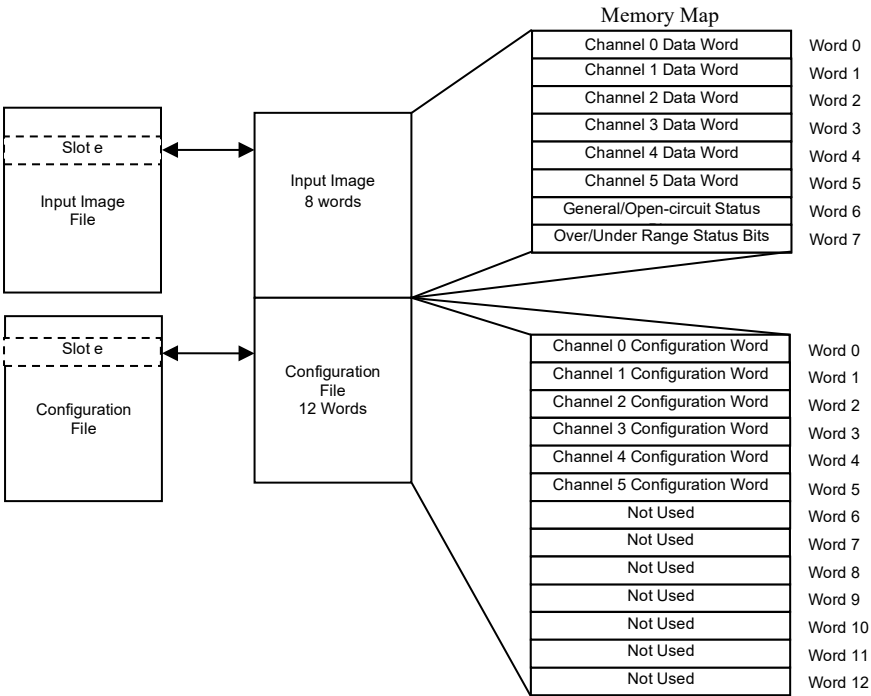 Memory Map
Channel 0 Data Word Word 0
Channel 1 Data Word Word 1
Channel 2 Data Word Word 2
Channel 3 Data Word Word 3
Channel 4 Data Word Word 4
Channel 5 Data Word Word 5
General/Open-circuit Status Word 6
Over/Under Range Status Bits Word 7
Slot e
Input Image
File
Input Image
8 words
Slot e
Configuration
File
Configuration
File
12 Words
Channel 0 Configuration Word Word 0
Channel 1 Configuration Word Word 1
Channel 2 Configuration Word Word 2
Channel 3 Configuration Word Word 3
Channel 4 Configuration Word Word 4
Channel 5 Configuration Word Word 5
Not Used Word 6
Not Used Word 7
Not Used Word 8
Not Used Word 9
Not Used Word 10
Not Used Word 11
Not Used Word 12